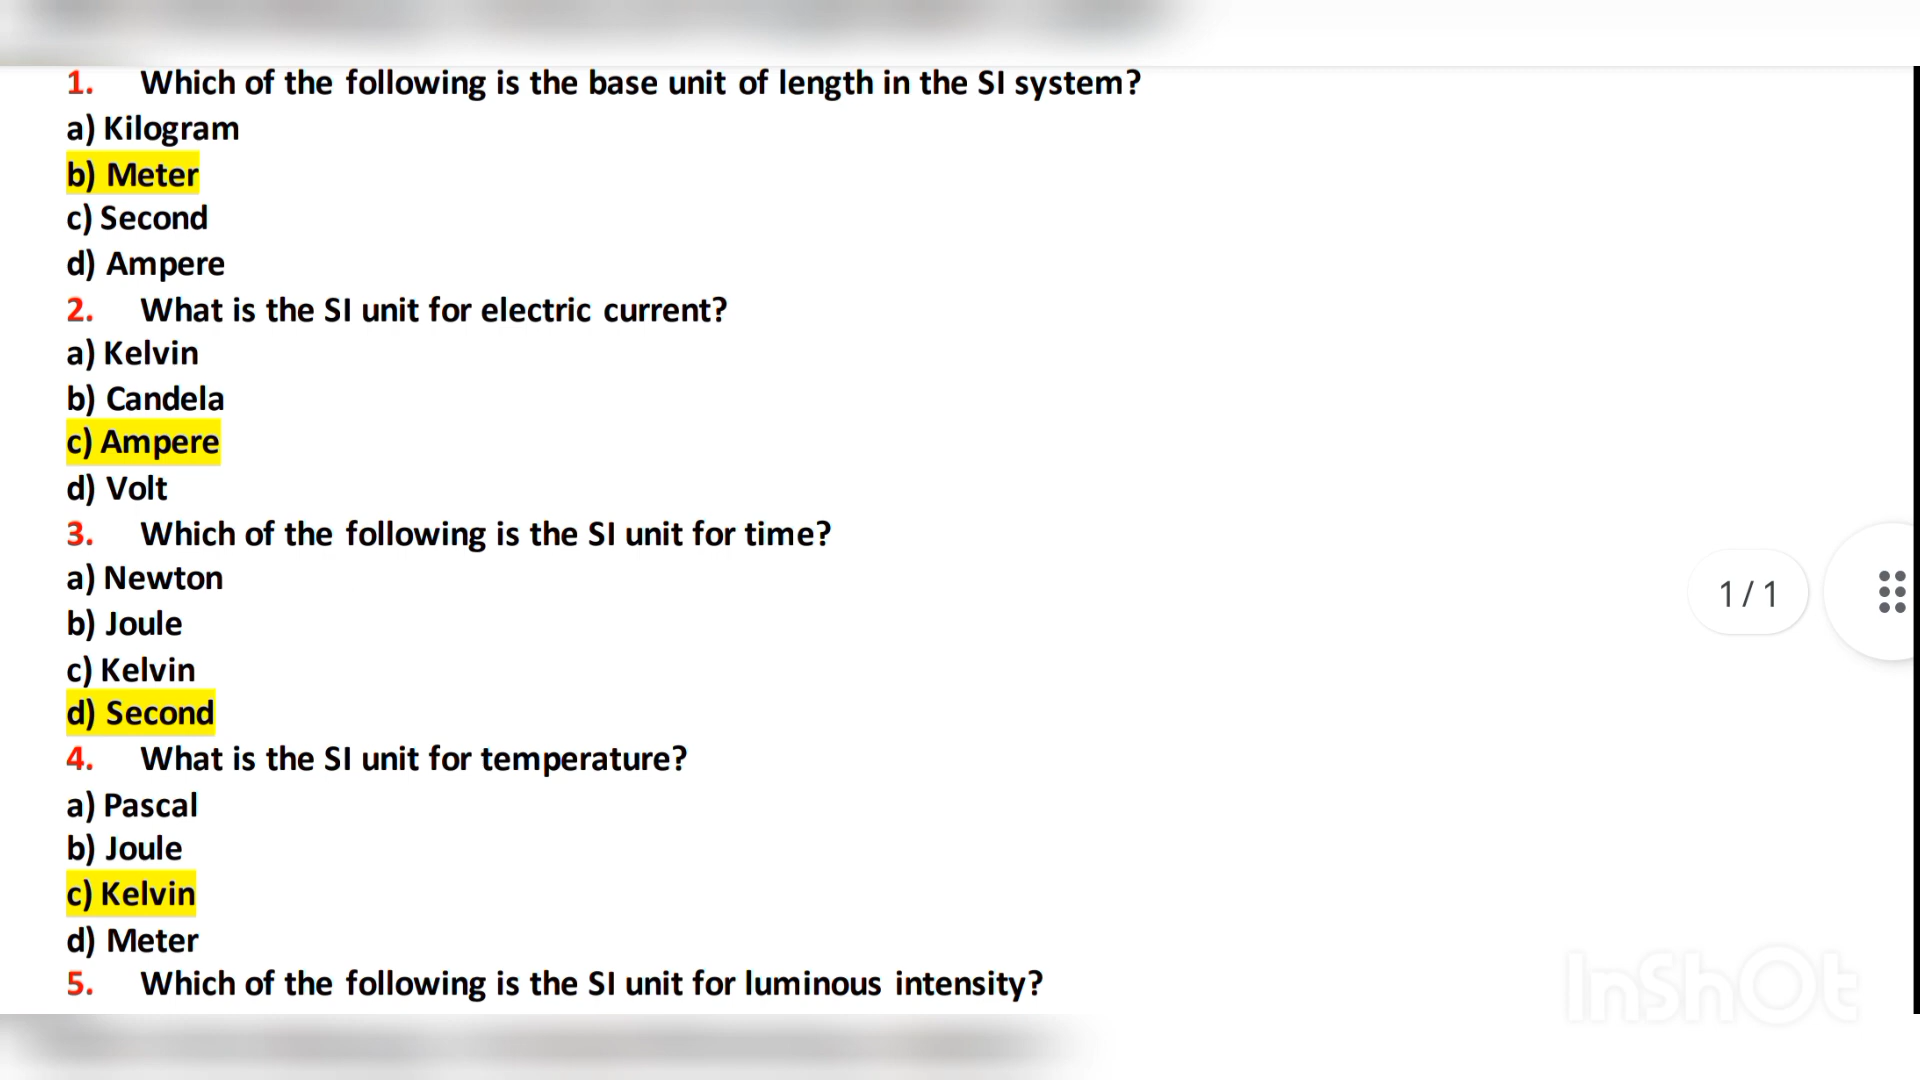 1. Which of the following is the base unit of length in the SI system?
a) Kilogram
b) Meter
c) Second
d) Ampere
2. What is the SI unit for electric current?
a) Kelvin
b) Candela
c) Ampere
d) Volt
3. Which of the following is the SI unit for time?
a) Newton
b) Joule
c) Kelvin
d) Second
4. What is the SI unit for temperature?
a) Pascal
b) Joule
c) Kelvin
d) Meter
5. Which of the following is the SI unit for luminous intensity?
1 / 1
InShOt